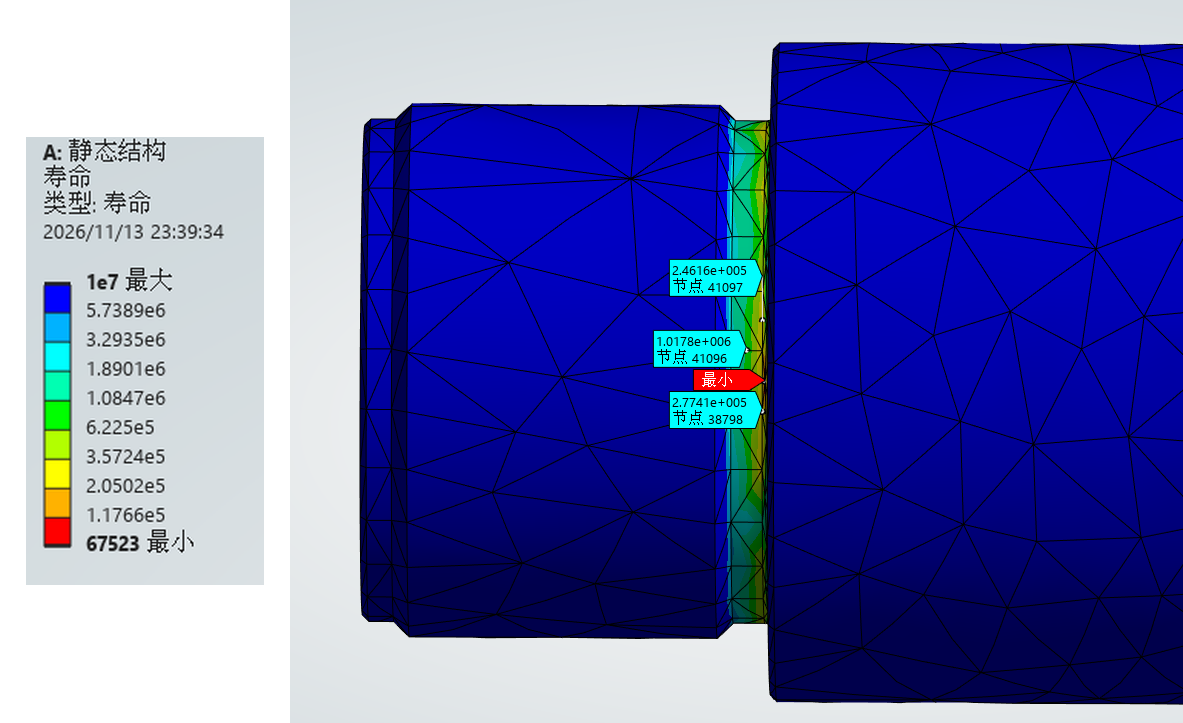 A: 静态结构
寿命
类型: 寿命
2026/11/13 23:39:34
1e7 最大
5.7389e6
3.2935e6
1.8901e6
1.0847e6
6.225e5
3.5724e5
2.0502e5
1.1766e5
67523 最小
2.4616e+005
节点 41097
1.0178e+006
节点 41096
最小
2.7741e+005
节点 38798